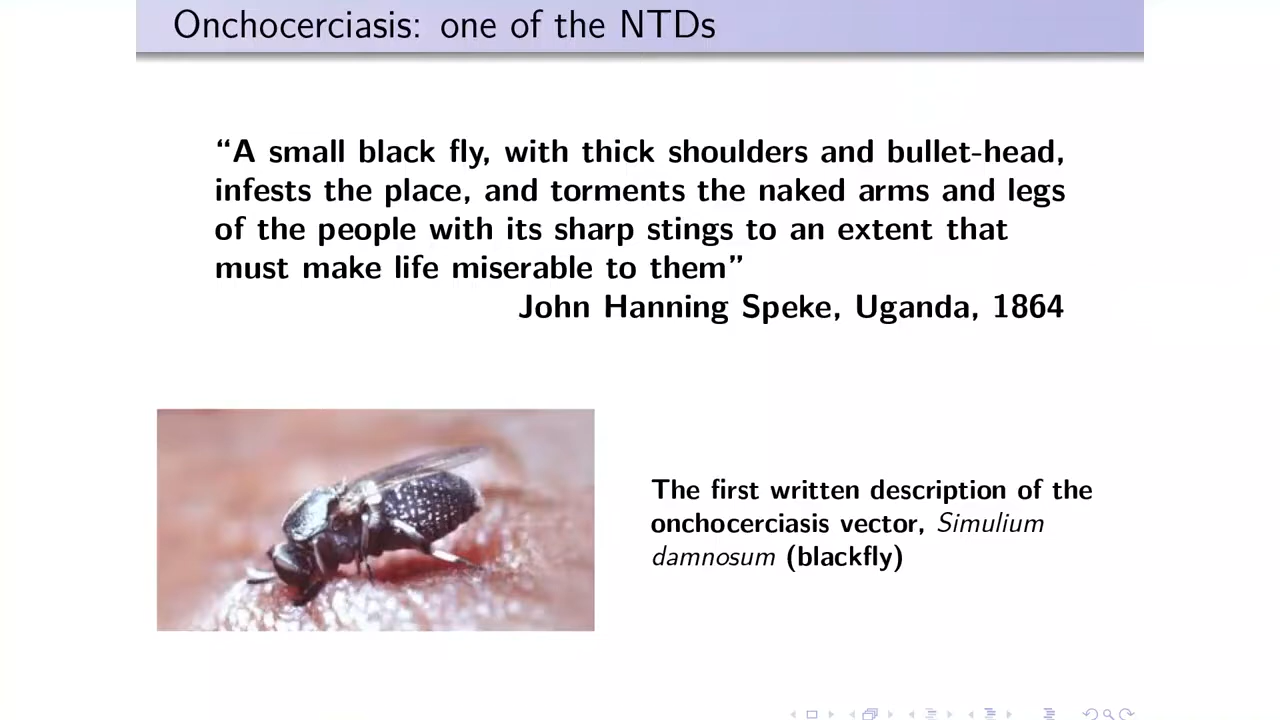 Onchocerciasis: one of the NTDs
“A small black fly, with thick shoulders and bullet-head,
infests the place, and torments the naked arms and legs
of the people with its sharp stings to an extent that
must make life miserable to them”
John Hanning Speke, Uganda, 1864
The first written description of the
onchocerciasis vector, Simulium
damnosum (blackfly)